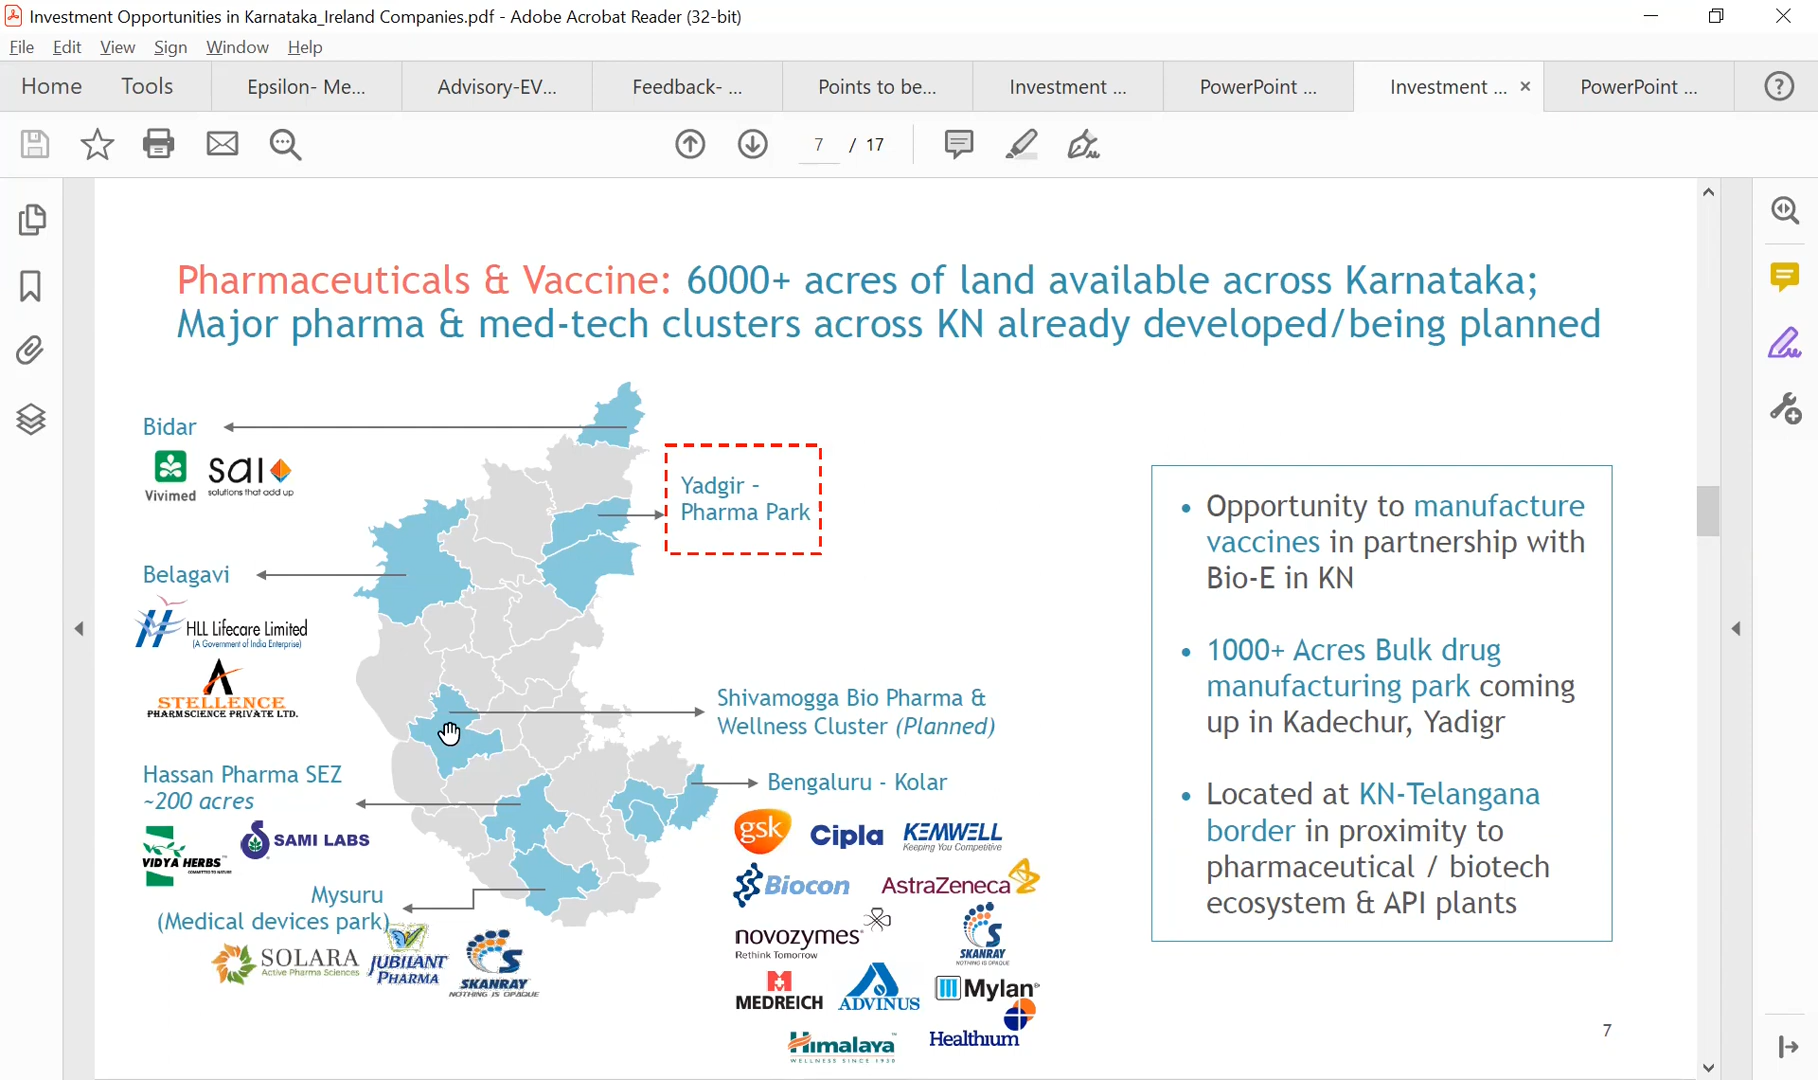 Investment Opportunities in Karnataka_Ireland Companies.pdf - Adobe Acrobat Reader (32-bit)
File Edit View Sign Window Help
Home Tools Epsilon- Me... Advisory-EV... Feedback- ... Points to be... Investment ... PowerPoint ... Investment ... × PowerPoint ... ?
7 / 17
Pharmaceuticals & Vaccine: 6000+ acres of land available across Karnataka;
Major pharma & med-tech clusters across KN already developed/being planned
Bidar
Vivimed
sai
solutions that add up
Yadgir -
Pharma Park
Belagavi
HLL Lifecare Limited
(A Government of India Enterprise)
STELLENCE
PHARMSCIENCE PRIVATE LTD.
Shivamogga Bio Pharma &
Wellness Cluster (Planned)
Hassan Pharma SEZ
~200 acres
VIDYA HERBS™
COMMITTED TO NATURE
SAMI LABS
Mysuru
(Medical devices park)
SOLARA
Active Pharma Sciences
JUBILANT
PHARMA
SKANRAY
NOTHING IS OPAQUE
Bengaluru - Kolar
gsk Cipla KEMWELL
Keeping You Competitive
Biocon AstraZeneca
novozymes
Rethink Tomorrow
SKANRAY
NOTHING IS OPAQUE
MEDREICH ADVINUS Mylan
Himalaya™
WELLNESS SINCE 1930
Healthium
• Opportunity to manufacture
vaccines in partnership with
Bio-E in KN
• 1000+ Acres Bulk drug
manufacturing park coming
up in Kadechur, Yadigr
• Located at KN-Telangana
border in proximity to
pharmaceutical / biotech
ecosystem & API plants
7